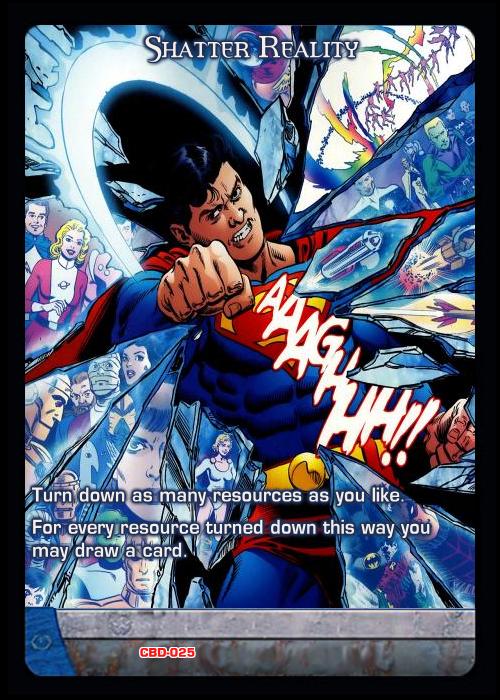 Shatter Reality
AAAGHHH!!
Turn down as many resources as you like.
For every resource turned down this way you
may draw a card.
CBD-025